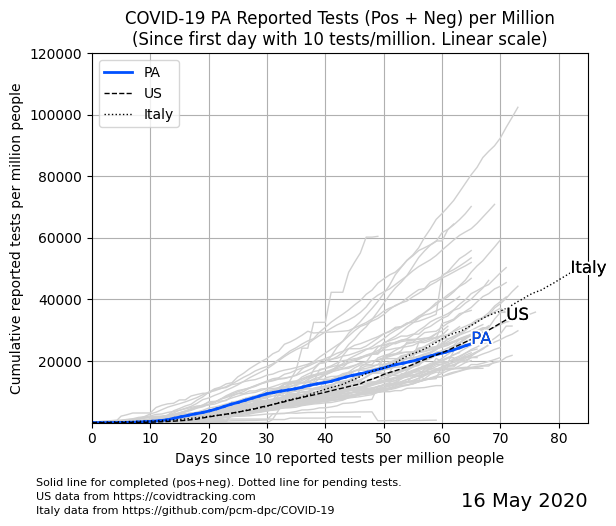 COVID-19 PA Reported Tests (Pos + Neg) per Million
(Since first day with 10 tests/million. Linear scale)
Cumulative reported tests per million people
120000
100000
80000
60000
40000
20000
PA
US
Italy
Italy
US
PA
0 10 20 30 40 50 60 70 80
Days since 10 reported tests per million people
Solid line for completed (pos+neg). Dotted line for pending tests.
US data from https://covidtracking.com
Italy data from https://github.com/pcm-dpc/COVID-19
16 May 2020